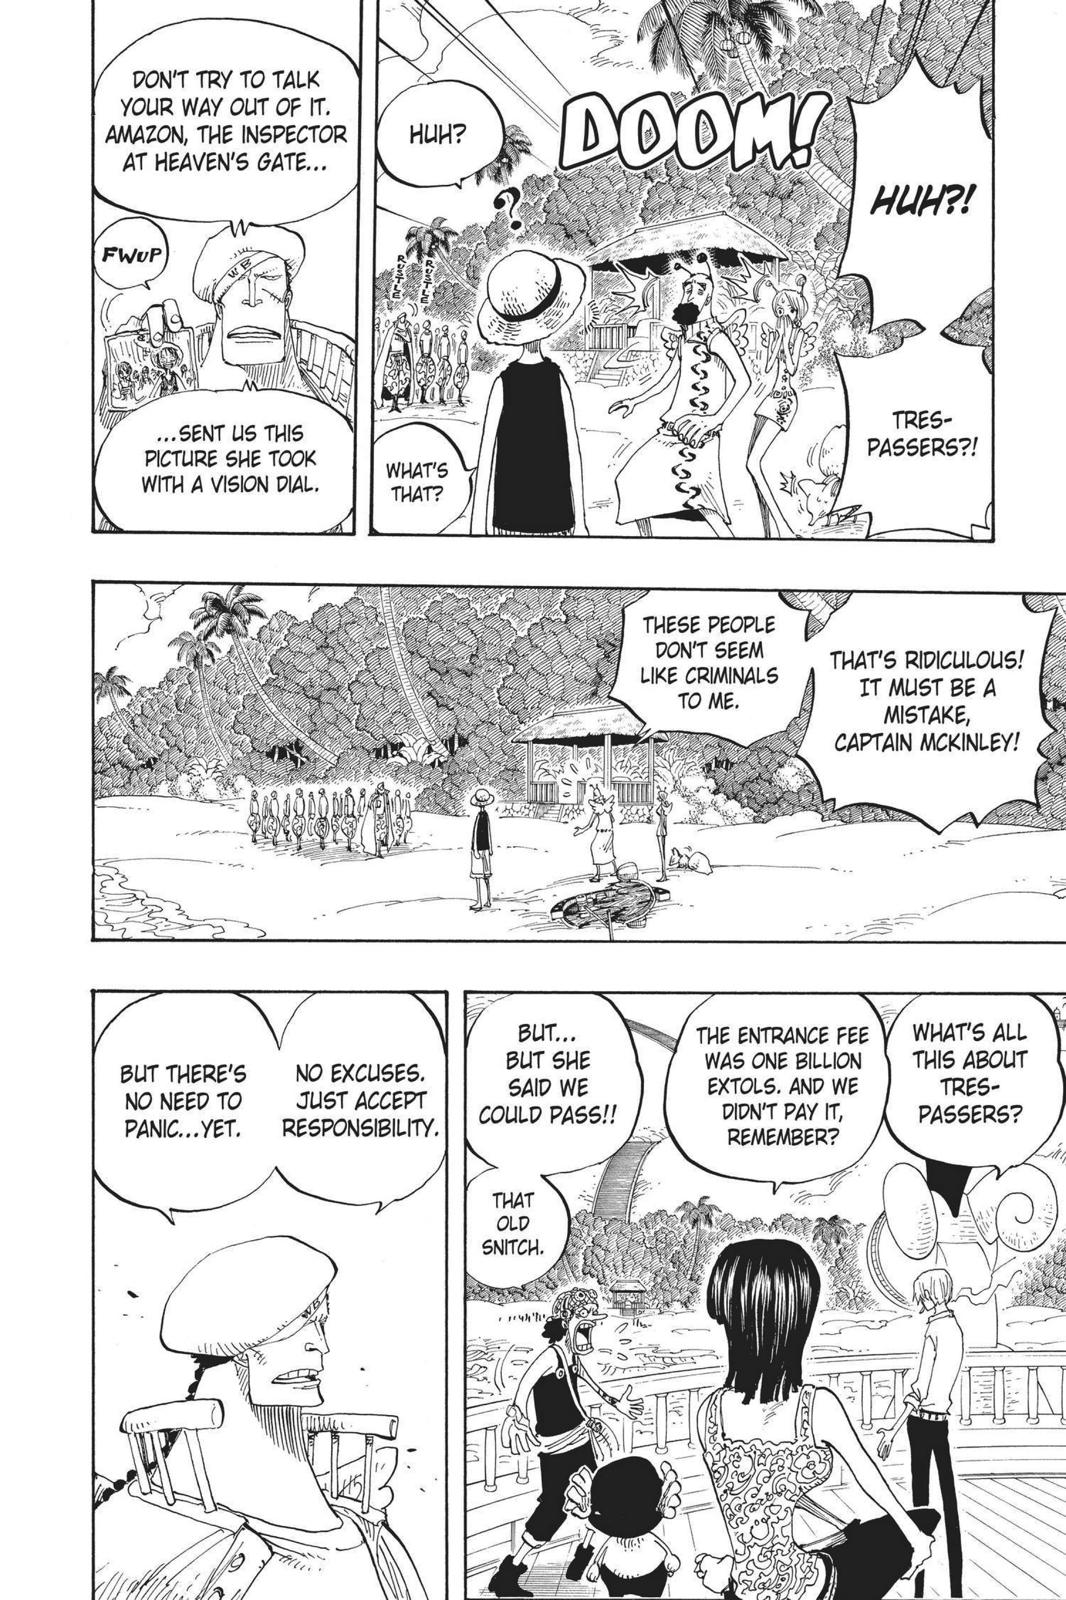 HUH?!
TRES-
PASSERS?!
DOOM!
HUH?
?
RUSTLE
RUSTLE
WHAT'S
THAT?
DON'T TRY TO TALK
YOUR WAY OUT OF IT.
AMAZON, THE INSPECTOR
AT HEAVEN'S GATE...
FWUP
WB
...SENT US THIS
PICTURE SHE TOOK
WITH A VISION DIAL.
THAT'S RIDICULOUS!
IT MUST BE A
MISTAKE,
CAPTAIN MCKINLEY!
THESE PEOPLE
DON'T SEEM
LIKE CRIMINALS
TO ME.
WHAT'S ALL
THIS ABOUT
TRES-
PASSERS?
THE ENTRANCE FEE
WAS ONE BILLION
EXTOLS. AND WE
DIDN'T PAY IT,
REMEMBER?
BUT...
BUT SHE
SAID WE
COULD PASS!!
THAT
OLD
SNITCH.
NO EXCUSES.
JUST ACCEPT
RESPONSIBILITY.
BUT THERE'S
NO NEED TO
PANIC...YET.
WB